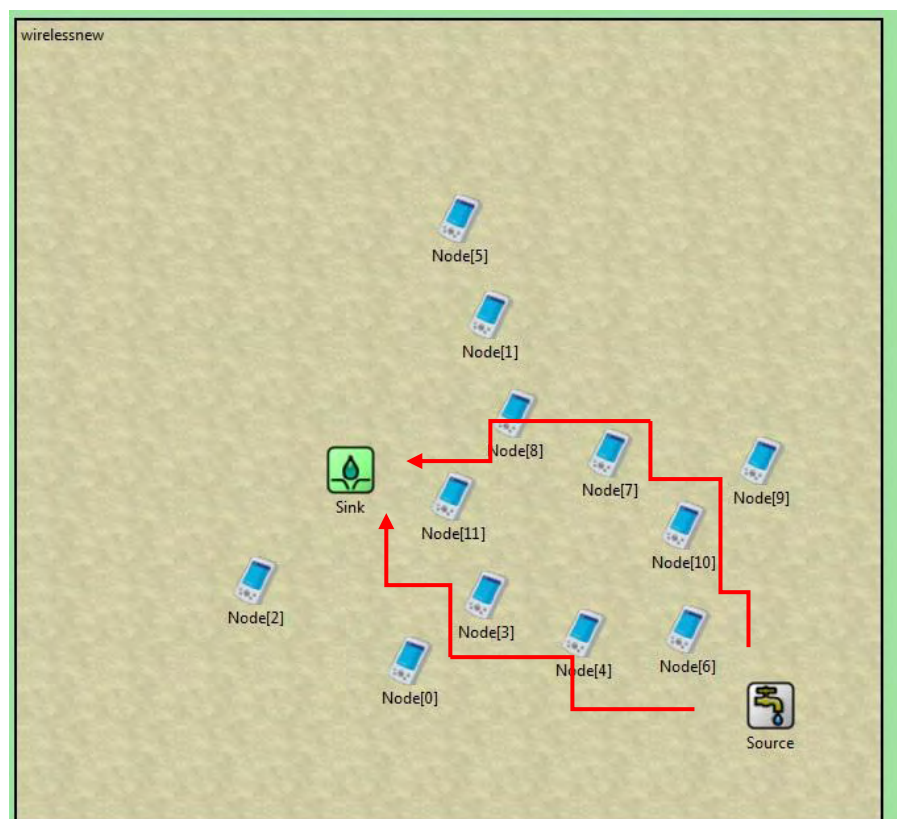 wirelessnew
Node[5]
Node[1]
Node[8]
Node[7]
Node[9]
Sink
Node[11]
Node[10]
Node[2]
Node[3]
Node[4]
Node[6]
Node[0]
Source